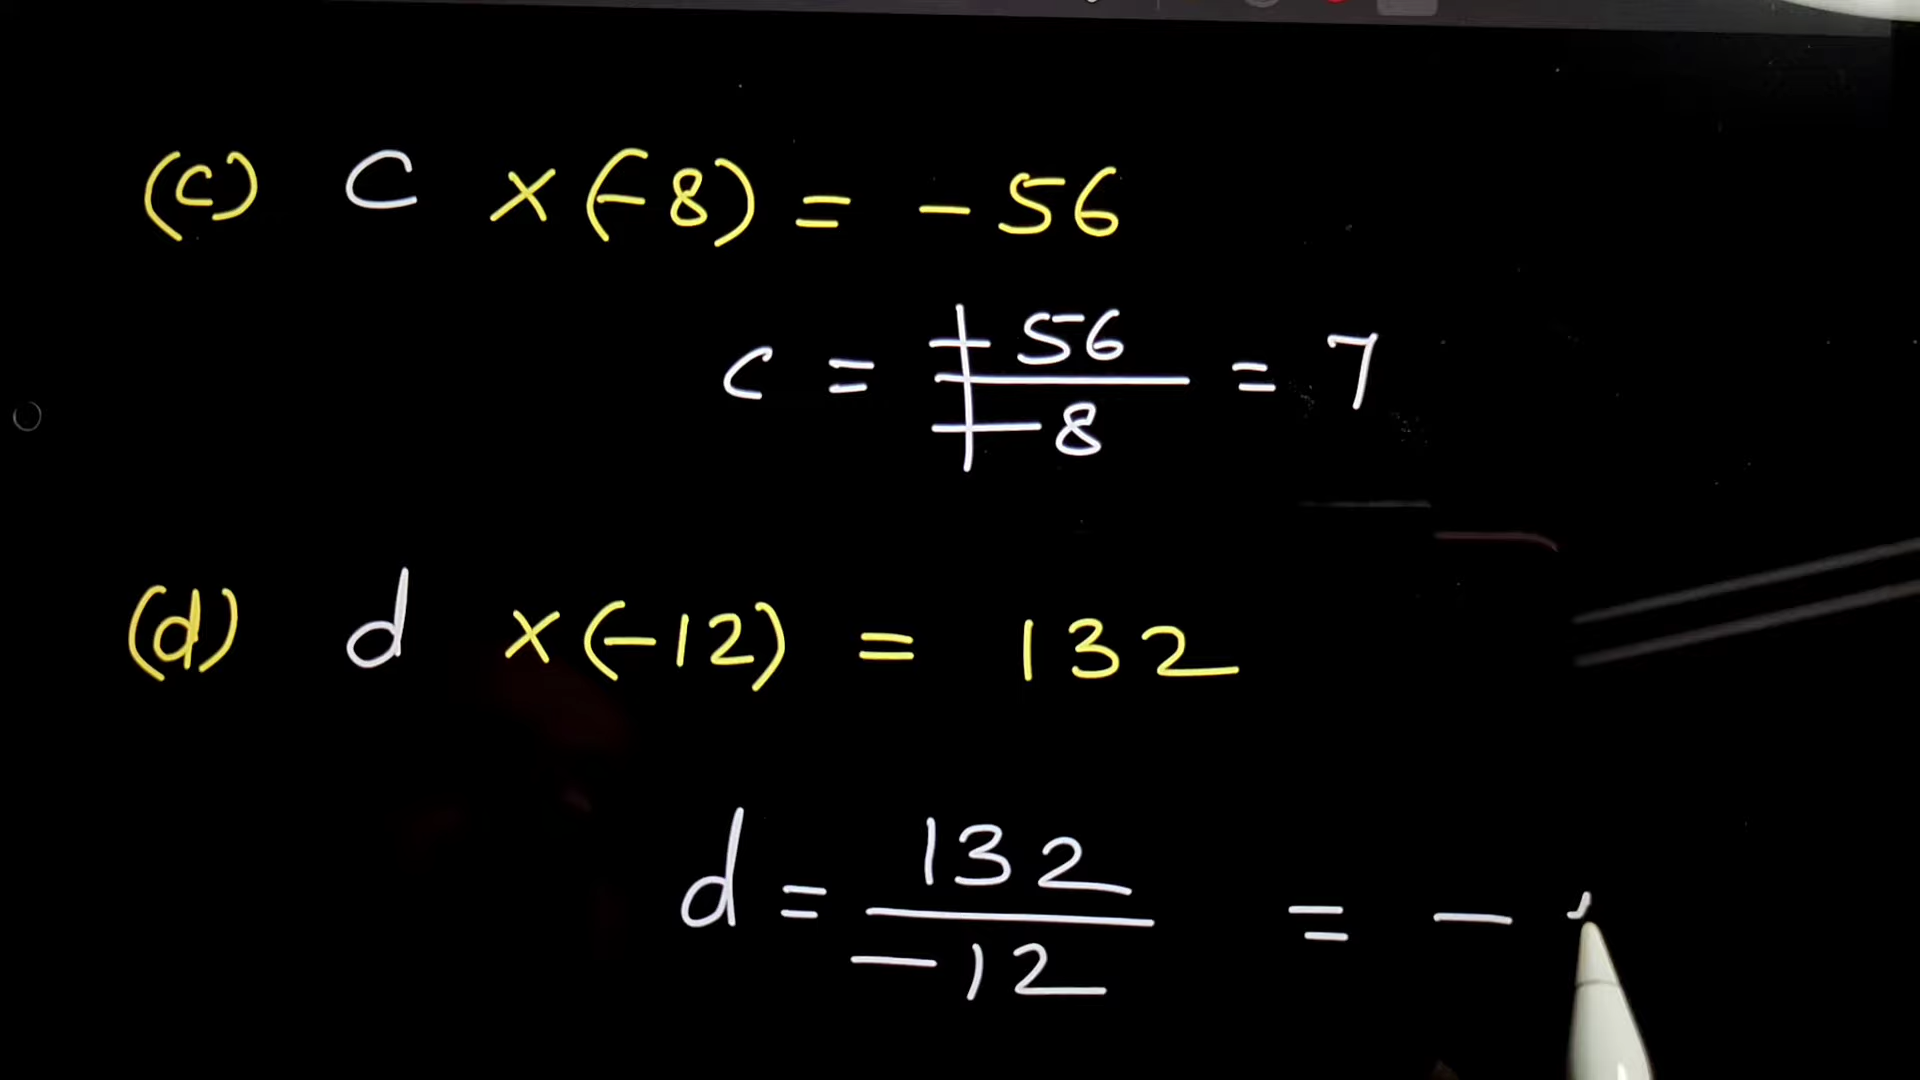 (c) C × (-8) = -56
c = -56/-8 = 7
(d) d × (-12) = 132
d = 132/-12 = -